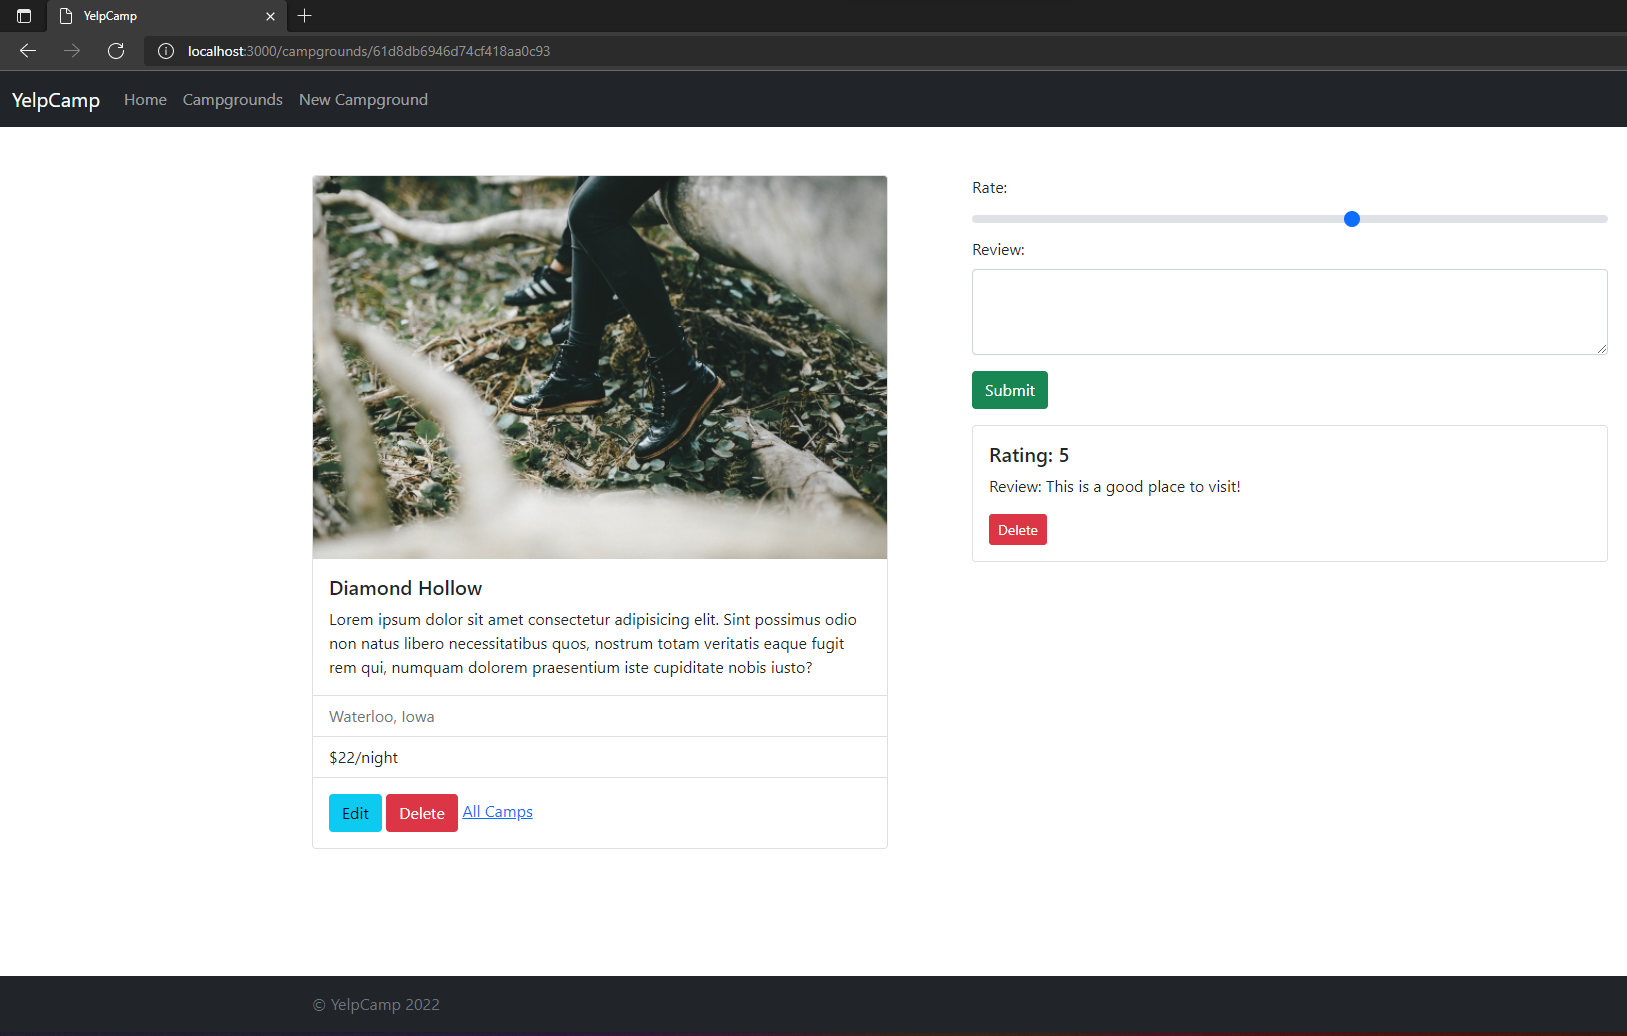 YelpCamp
localhost:3000/campgrounds/61d8db6946d74cf418aa0c93
YelpCamp Home Campgrounds New Campground
Diamond Hollow
Lorem ipsum dolor sit amet consectetur adipisicing elit. Sint possimus odio
non natus libero necessitatibus quos, nostrum totam veritatis eaque fugit
rem qui, numquam dolorem praesentium iste cupiditate nobis iusto?
Waterloo, Iowa
$22/night
Edit Delete All Camps
Rate:
Review:
Submit
Rating: 5
Review: This is a good place to visit!
Delete
© YelpCamp 2022